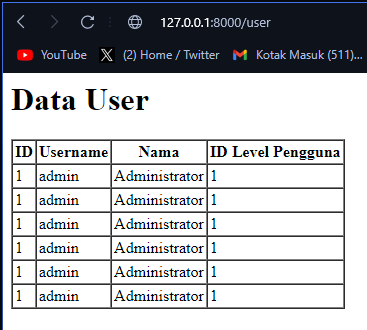 127.0.0.1:8000/user
YouTube (2) Home / Twitter Kotak Masuk (511)...
Data User
ID Username Nama ID Level Pengguna
1 admin Administrator 1
1 admin Administrator 1
1 admin Administrator 1
1 admin Administrator 1
1 admin Administrator 1
1 admin Administrator 1